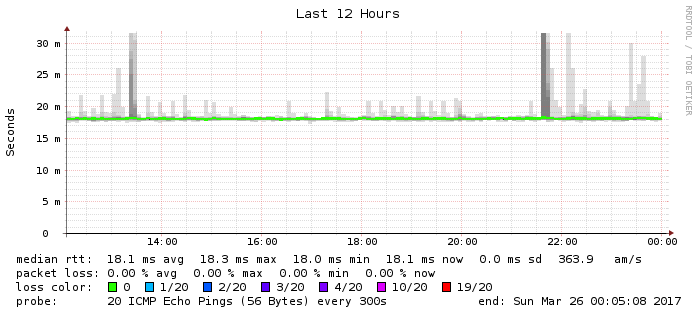 Last 12 Hours
RRDTOOL / TOBI OETIKER
Seconds
30 m
25 m
20 m
15 m
10 m
5 m
0
14:00 16:00 18:00 20:00 22:00 00:00
median rtt: 18.1 ms avg 18.3 ms max 18.0 ms min 18.1 ms now 0.0 ms sd 363.9 am/s
packet loss: 0.00 % avg 0.00 % max 0.00 % min 0.00 % now
loss color: 0 1/20 2/20 3/20 4/20 10/20 19/20
probe: 20 ICMP Echo Pings (56 Bytes) every 300s end: Sun Mar 26 00:05:08 2017